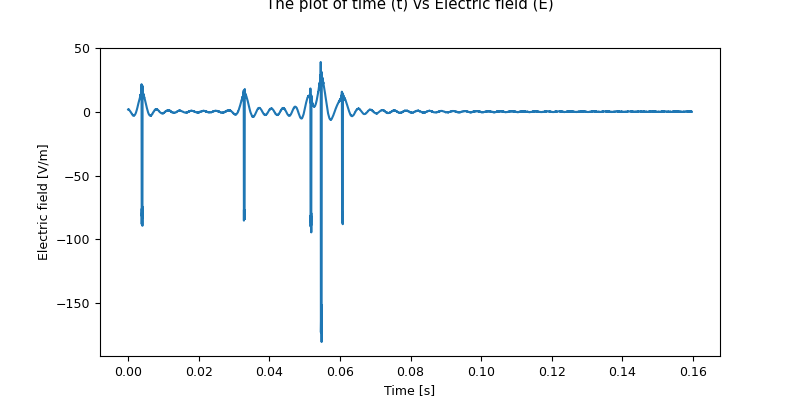 The plot of time (t) vs Electric field (E)
50
0
−50
−100
−150
Electric field [V/m]
0.00 0.02 0.04 0.06 0.08 0.10 0.12 0.14 0.16
Time [s]